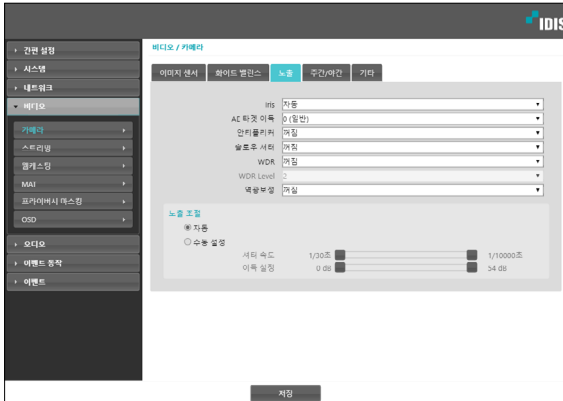 IDIS
간편 설정
시스템
네트워크
비디오
카메라
스트리밍
웹캐스팅
MAI
프라이버시 마스킹
OSD
오디오
이벤트 동작
이벤트
비디오 / 카메라
이미지 센서 화이트 밸런스 노출 주간/야간 기타
Iris 자동
AE 타겟 이득 0 (일반)
안티플리커 꺼짐
슬로우 셔터 꺼짐
WDR 꺼짐
WDR Level 2
역광보정 꺼짐
노출 조절
자동
수동 설정
셔터 속도 1/30초 1/10000초
이득 설정 0 dB 54 dB
저장